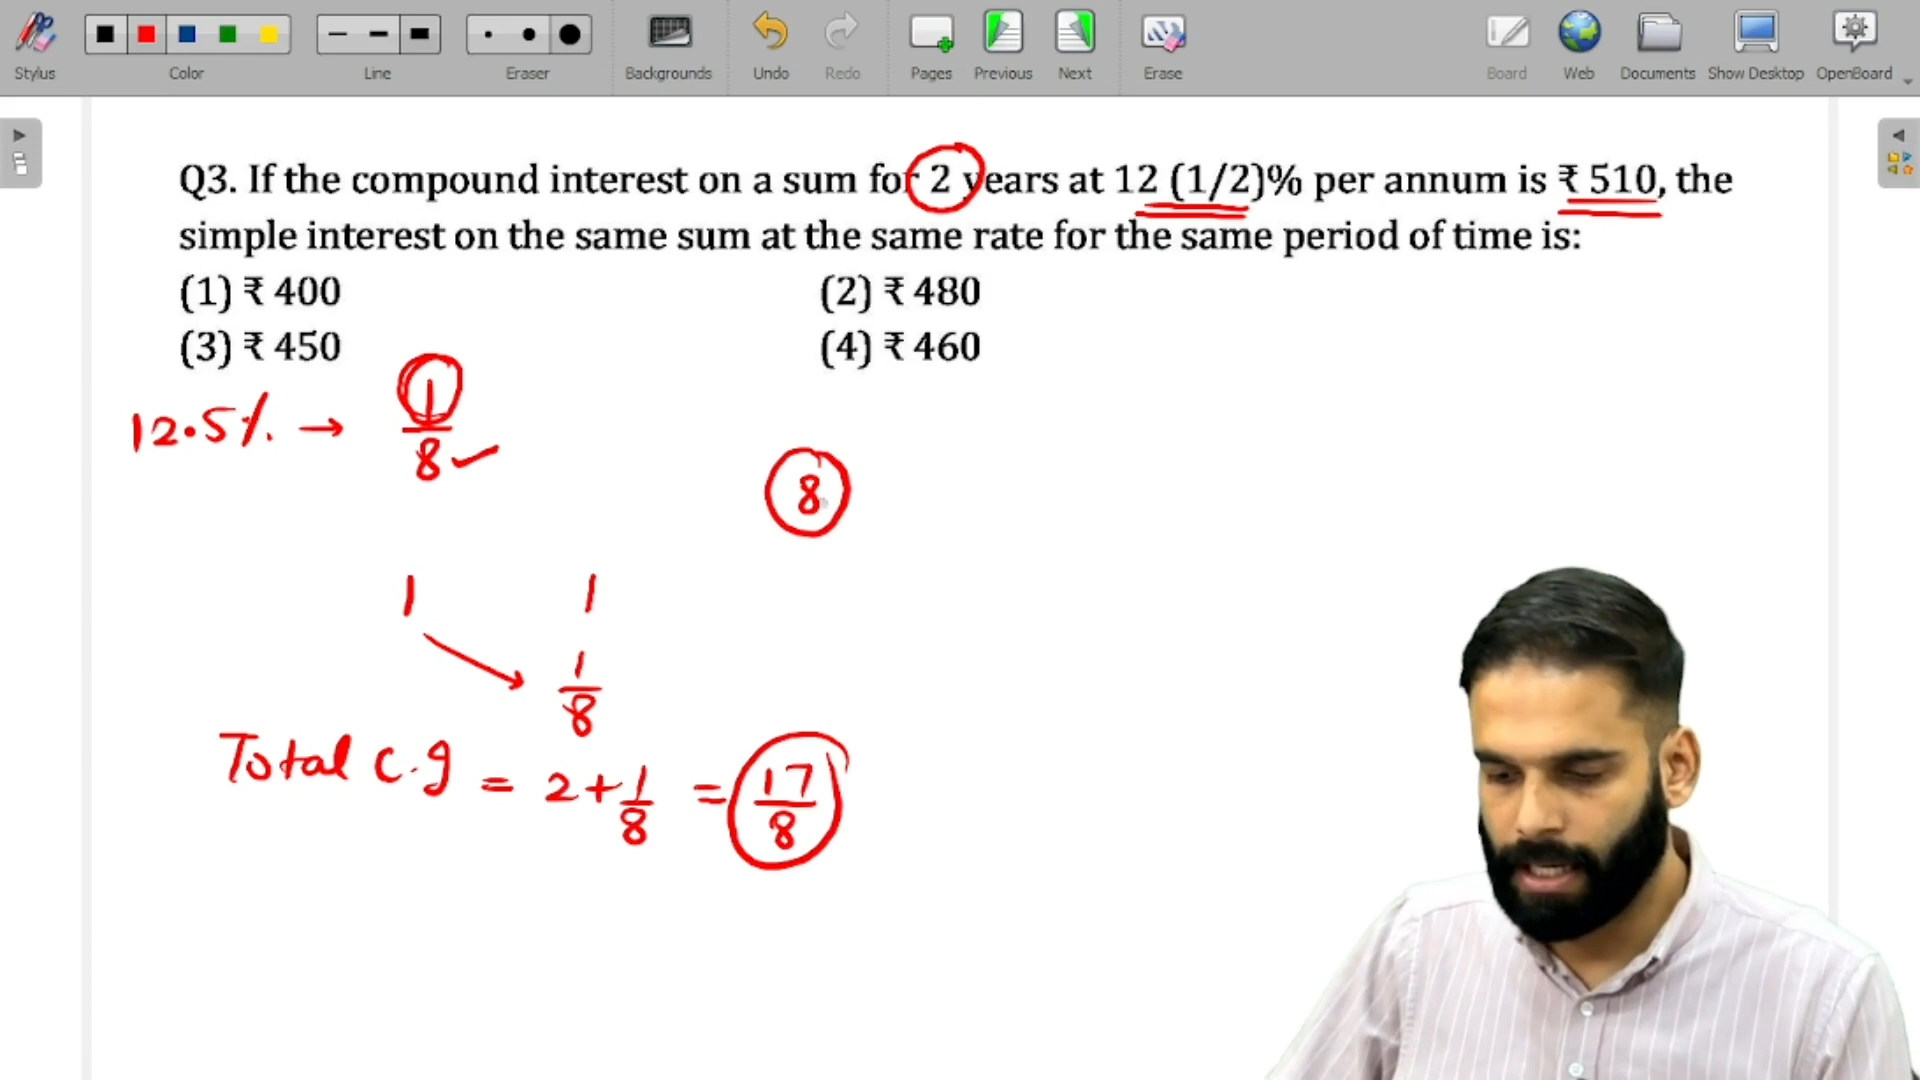 Stylus Color Line Eraser Backgrounds Undo Redo Pages Previous Next Erase Board Web Documents Show Desktop OpenBoard
Q3. If the compound interest on a sum for 2 years at 12 (1/2)% per annum is ₹ 510, the
simple interest on the same sum at the same rate for the same period of time is:
(1) ₹ 400 (2) ₹ 480
(3) ₹ 450 (4) ₹ 460
12.5% → 1/8
8
1 1
1/8
Total C.g = 2+1/8 = 17/8